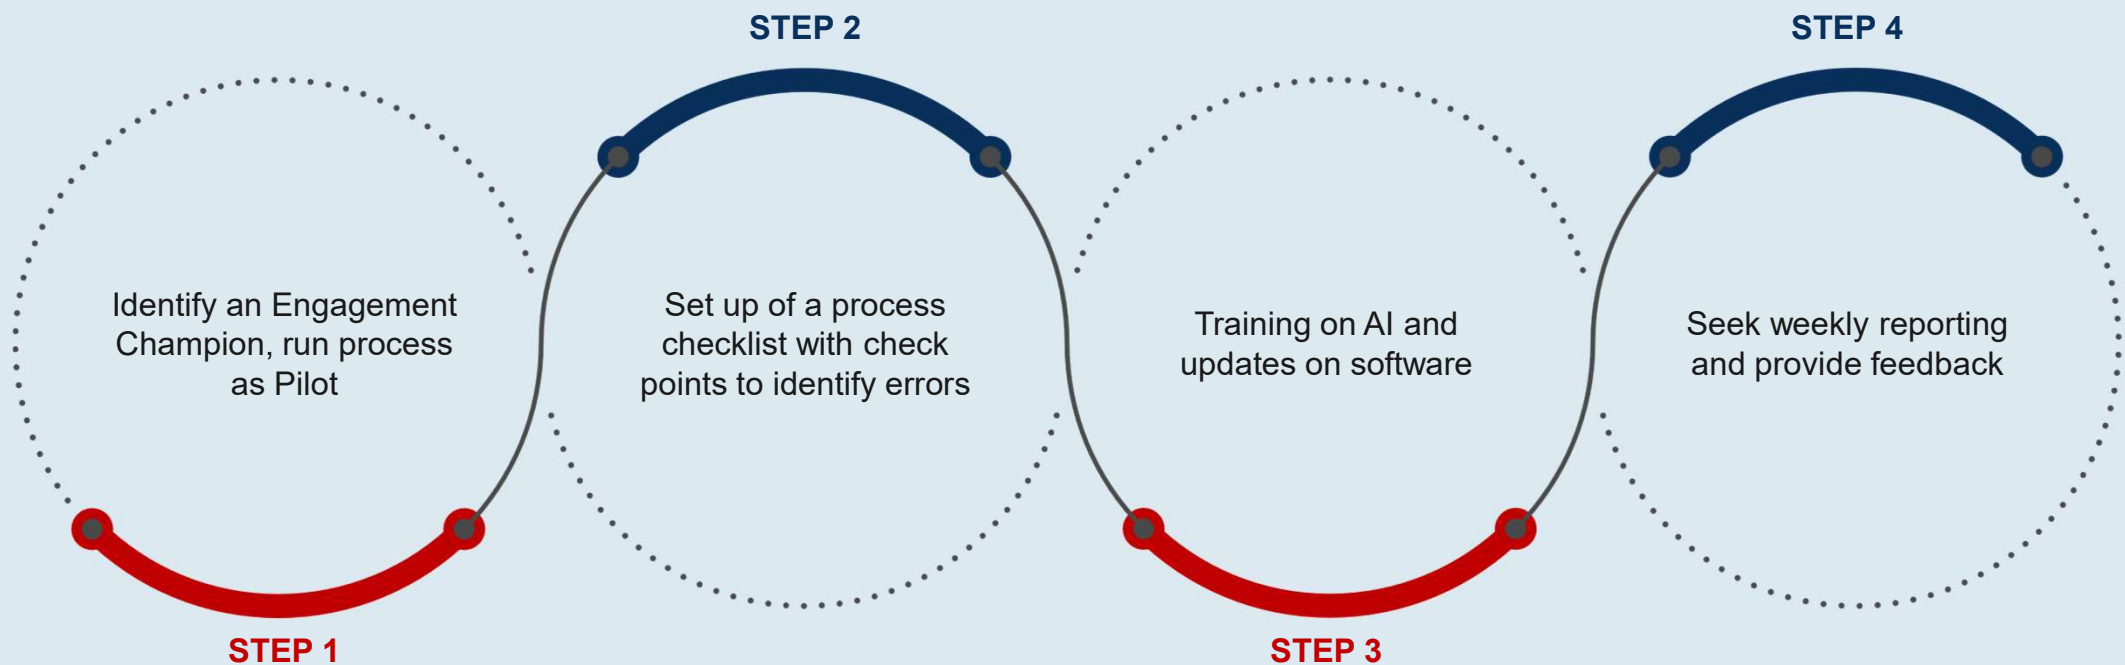 STEP 1
Identify an Engagement
Champion, run process
as Pilot
STEP 2
Set up of a process
checklist with check
points to identify errors
STEP 3
Training on AI and
updates on software
STEP 4
Seek weekly reporting
and provide feedback